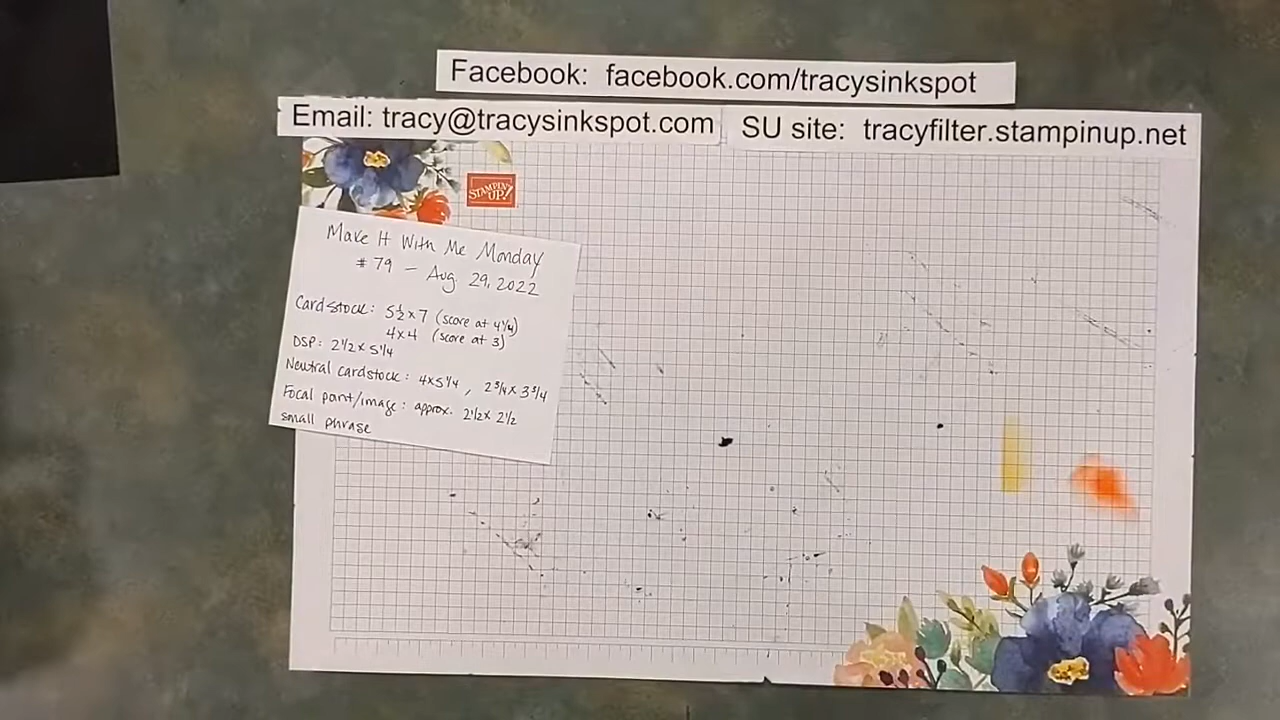 Facebook: facebook.com/tracysinkspot
Email: tracy@tracysinkspot.com
SU site: tracyfilter.stampinup.net
STAMPIN' UP!
Make It With Me Monday
#79 – Aug. 29, 2022
Cardstock: 5½ x 7 (score at 4¼)
4x4 (score at 3)
DSP: 2½ x 5¼
Neutral cardstock: 4x5¼, 2¾ x 3¾
Focal point/image: approx. 2½ x 2½
small phrase